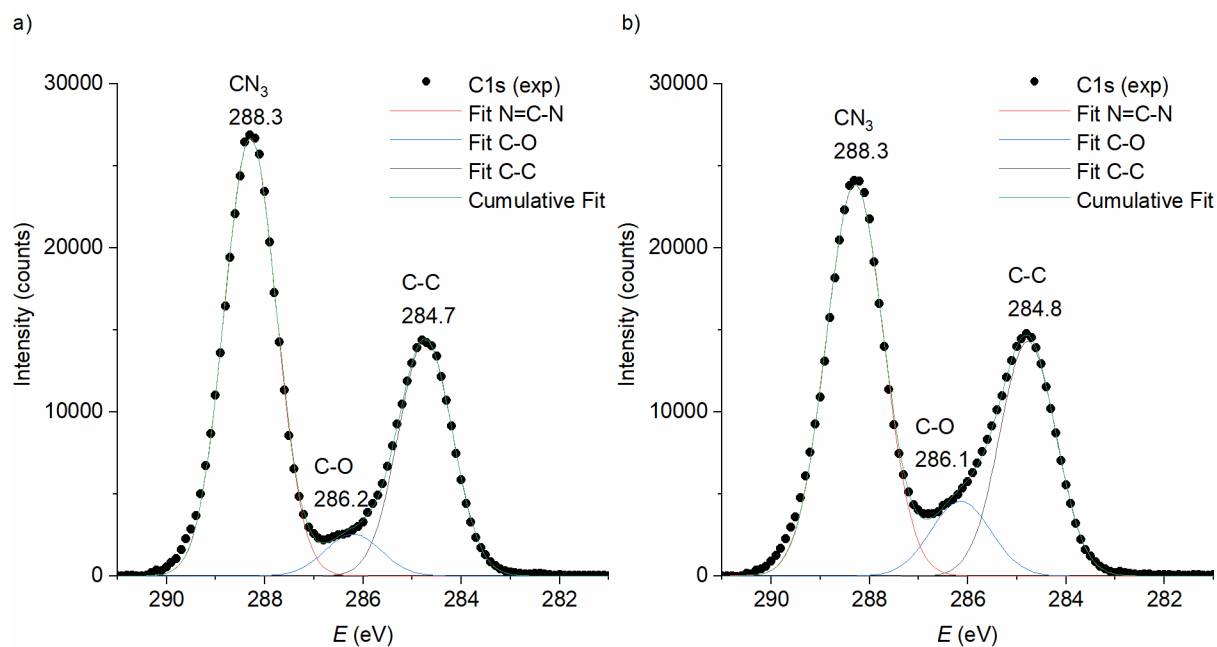 a)
30000
20000
10000
0
Intensity (counts)
290
288
286
284
282
E (eV)
CN₃
288.3
C-O
286.2
C-C
284.7
C1s (exp)
Fit N=C-N
Fit C-O
Fit C-C
Cumulative Fit
b)
30000
20000
10000
0
Intensity (counts)
290
288
286
284
282
E (eV)
CN₃
288.3
C-O
286.1
C-C
284.8
C1s (exp)
Fit N=C-N
Fit C-O
Fit C-C
Cumulative Fit